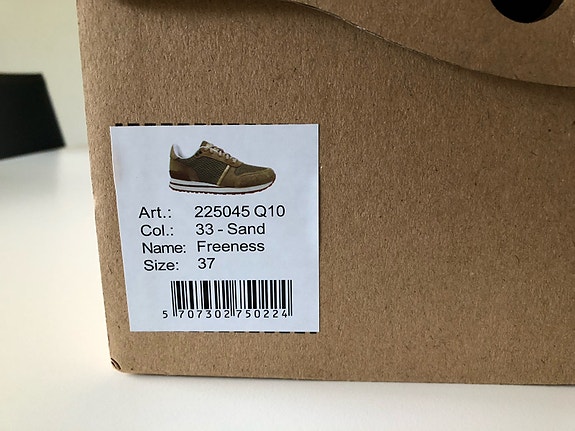 Art.: 225045 Q10
Col.: 33 - Sand
Name: Freeness
Size: 37
5 707302 750224